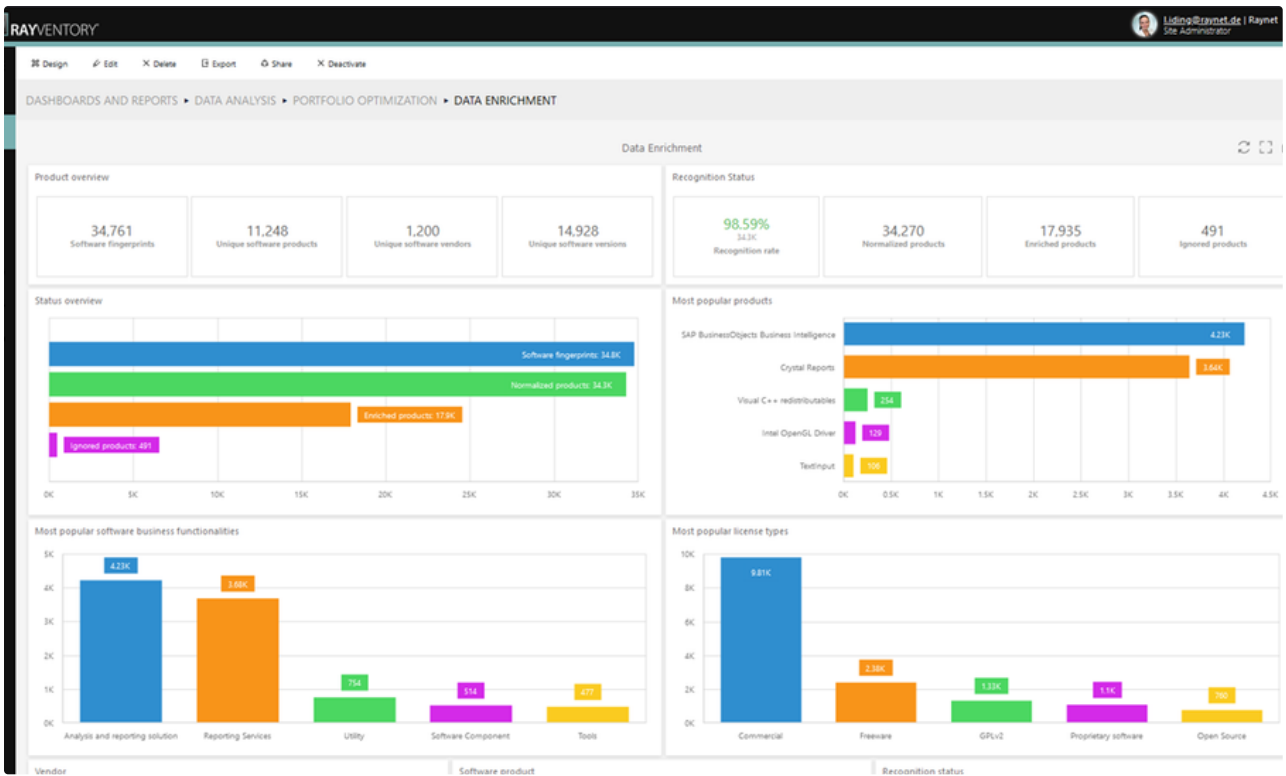 RAYVENTORY
Liding@raynet.de | Raynet
Site Administrator
Design Edit Delete Export Share Deactivate
DASHBOARDS AND REPORTS ▸ DATA ANALYSIS ▸ PORTFOLIO OPTIMIZATION ▸ DATA ENRICHMENT
Data Enrichment
Product overview
34,761
Software fingerprints
11,248
Unique software products
1,200
Unique software vendors
14,928
Unique software versions
Recognition Status
98.59%
34.3K
Recognition rate
34,270
Normalized products
17,935
Enriched products
491
Ignored products
Status overview
Software fingerprints: 34.8K
Normalized products: 34.3K
Enriched products: 17.9K
Ignored products: 491
0K 5K 10K 15K 20K 25K 30K 35K
Most popular products
SAP BusinessObjects Business Intelligence 4.23K
Crystal Reports 3.64K
Visual C++ redistributables 254
Intel OpenGL Driver 129
TextInput 106
0K 0.5K 1K 1.5K 2K 2.5K 3K 3.5K 4K 4.5K
Most popular software business functionalities
5K
4K
3K
2K
1K
0K
4.23K
3.68K
754
514
477
Analysis and reporting solution Reporting Services Utility Software Component Tools
Most popular license types
10K
8K
6K
4K
2K
0K
9.81K
2.38K
1.33K
1.1K
760
Commercial Freeware GPLv2 Proprietary software Open Source
Vendor Software product Recognition status